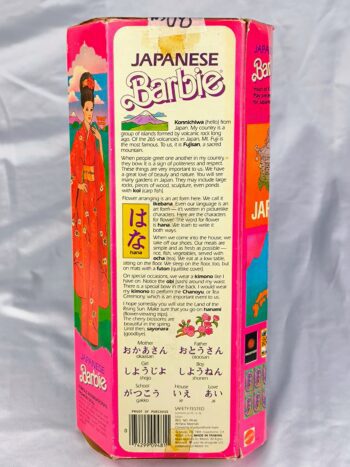 JAPANESE
Barbie
Konnichiwa (hello) from
Japan. My country is a
group of islands formed by volcanic rock long
ago. Of the 265 volcanoes in Japan, Mt. Fuji is
the most famous. To us, it is Fujisan, a sacred
mountain.
When people greet one another in my country –
they bow. It is a sign of politeness and respect.
These things are very important to us. We have
a great love of beauty and nature. You will see
many gardens in Japan. They may include large
rocks, pieces of wood, sculpture, even ponds
with koi (carp fish).
Flower arranging is an art form here. We call it
Ikebana. Even our language is an
art form—it's written in picturelike
characters. Here are the characters
for flower! The word for flower
is hana. We learn to write it
both ways.
はな
hana
When we come into the house, we
take off our shoes. Our meals are
simple and as fresh as possible –
rice, fish, vegetables, served with
ocha (tea). We eat at a low table,
sitting on the floor. We sleep on the floor, too, but
on mats with a futon (quiltlike cover).
On special occasions, we wear a kimono like I
have on. Notice the obi (sash) around my waist.
There is a special bow in the back. I would wear
my kimono to perform the Chanoyu, or Tea
Ceremony, which is an important event to us.
I hope someday you will visit the Land of the
Rising Sun. Make sure that you go on hanami
(flower-viewing trips).
The cherry blossoms are
beautiful in the spring.
Until then, sayonara
(goodbye).
Mother
おかあさん
okaasan
Father
おとうさん
otoosan
Girl
しようじよ
shojo
Boy
しようねん
shonen
School
がつこう
gakko
House
いえ
ie
Love
あい
ai
PROOF OF PURCHASE
SAFETY TESTED
MADE IN TAIWAN
JAPANESE
Barbie